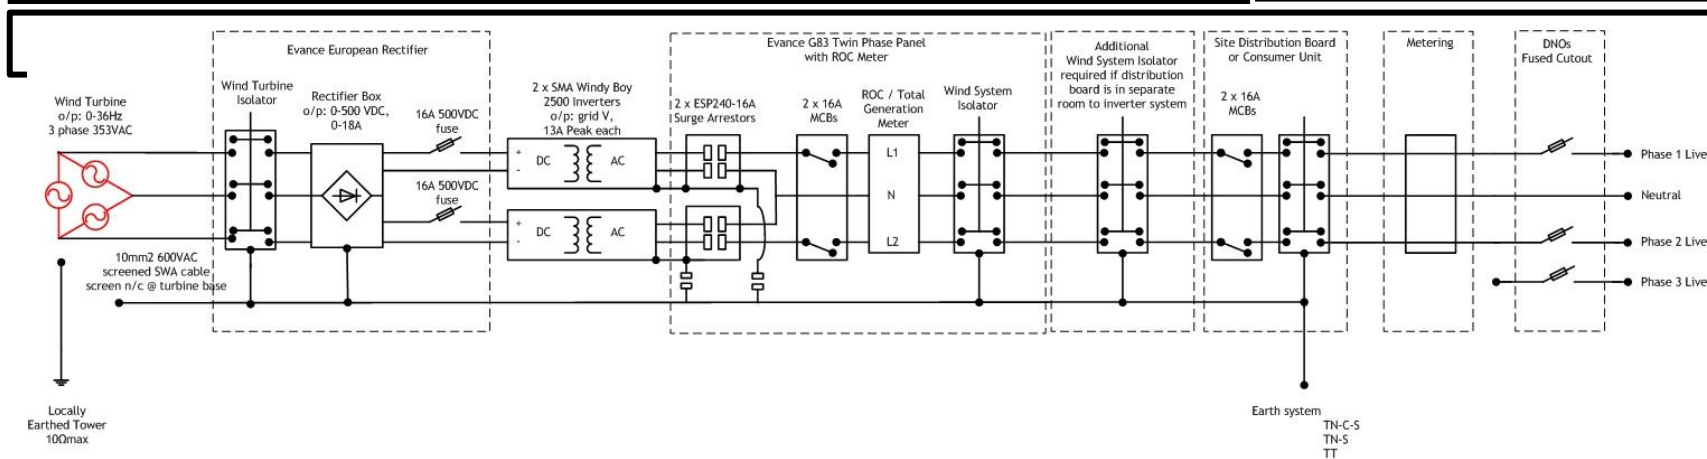 Evance European Rectifier
Wind Turbine
o/p: 0-36Hz
3 phase 353VAC
Wind Turbine
Isolator
Rectifier Box
o/p: 0-500 VDC,
0-18A
16A 500VDC
fuse
16A 500VDC
fuse
10mm2 600VAC
screened SWA cable
screen n/c @ turbine base
Locally
Earthed Tower
10Ωmax
2 x SMA Windy Boy
2500 Inverters
o/p: grid V,
13A Peak each
+
-
DC
AC
+
-
DC
AC
Evance G83 Twin Phase Panel
with ROC Meter
2 x ESP240-16A
Surge Arrestors
2 x 16A
MCBs
ROC / Total
Generation
Meter
L1
N
L2
Wind System
Isolator
Additional
Wind System Isolator
required if distribution
board is in separate
room to inverter system
Site Distribution Board
or Consumer Unit
2 x 16A
MCBs
Metering
DNOs
Fused Cutout
Phase 1 Live
Neutral
Phase 2 Live
Phase 3 Live
Earth system
TN-C-S
TN-S
TT